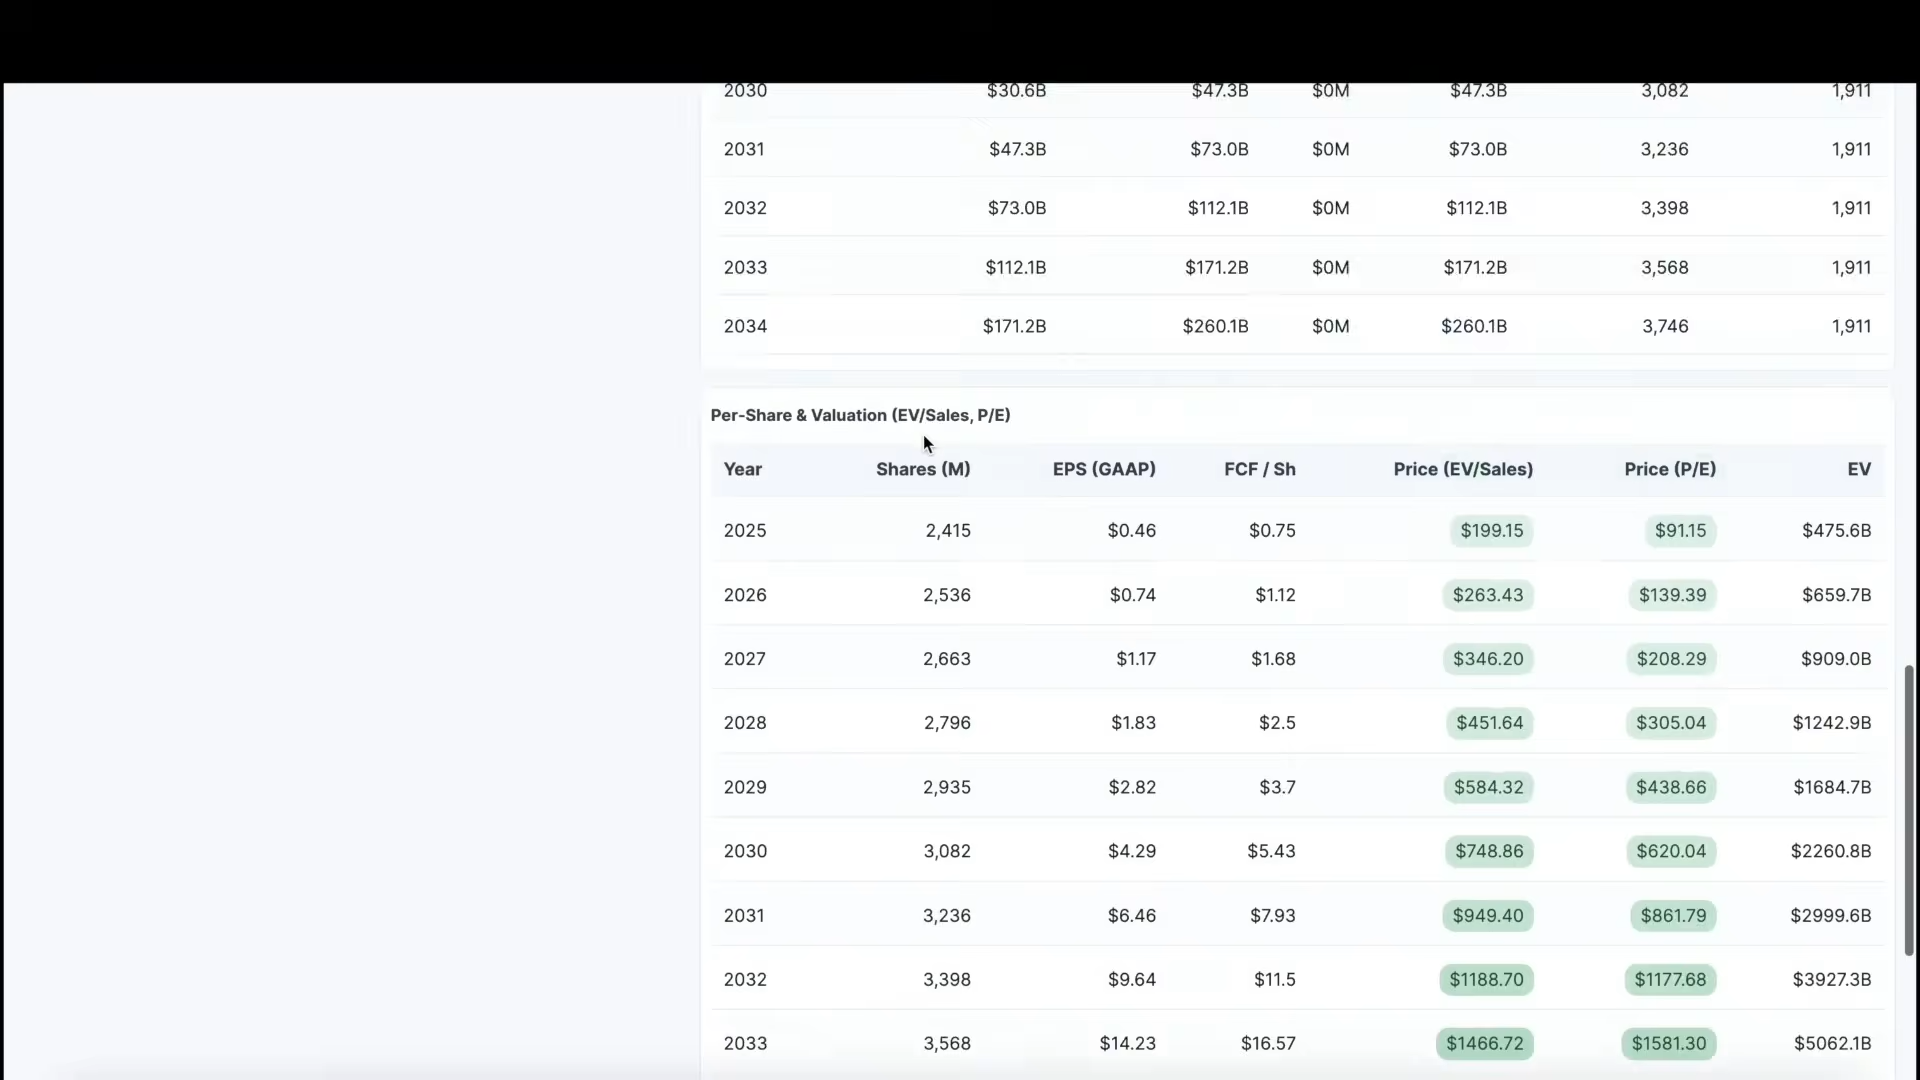 2030 $30.6B $47.3B $0M $47.3B 3,082 1,911
2031 $47.3B $73.0B $0M $73.0B 3,236 1,911
2032 $73.0B $112.1B $0M $112.1B 3,398 1,911
2033 $112.1B $171.2B $0M $171.2B 3,568 1,911
2034 $171.2B $260.1B $0M $260.1B 3,746 1,911
Per-Share & Valuation (EV/Sales, P/E)
Year Shares (M) EPS (GAAP) FCF / Sh Price (EV/Sales) Price (P/E) EV
2025 2,415 $0.46 $0.75 $199.15 $91.15 $475.6B
2026 2,536 $0.74 $1.12 $263.43 $139.39 $659.7B
2027 2,663 $1.17 $1.68 $346.20 $208.29 $909.0B
2028 2,796 $1.83 $2.5 $451.64 $305.04 $1242.9B
2029 2,935 $2.82 $3.7 $584.32 $438.66 $1684.7B
2030 3,082 $4.29 $5.43 $748.86 $620.04 $2260.8B
2031 3,236 $6.46 $7.93 $949.40 $861.79 $2999.6B
2032 3,398 $9.64 $11.5 $1188.70 $1177.68 $3927.3B
2033 3,568 $14.23 $16.57 $1466.72 $1581.30 $5062.1B